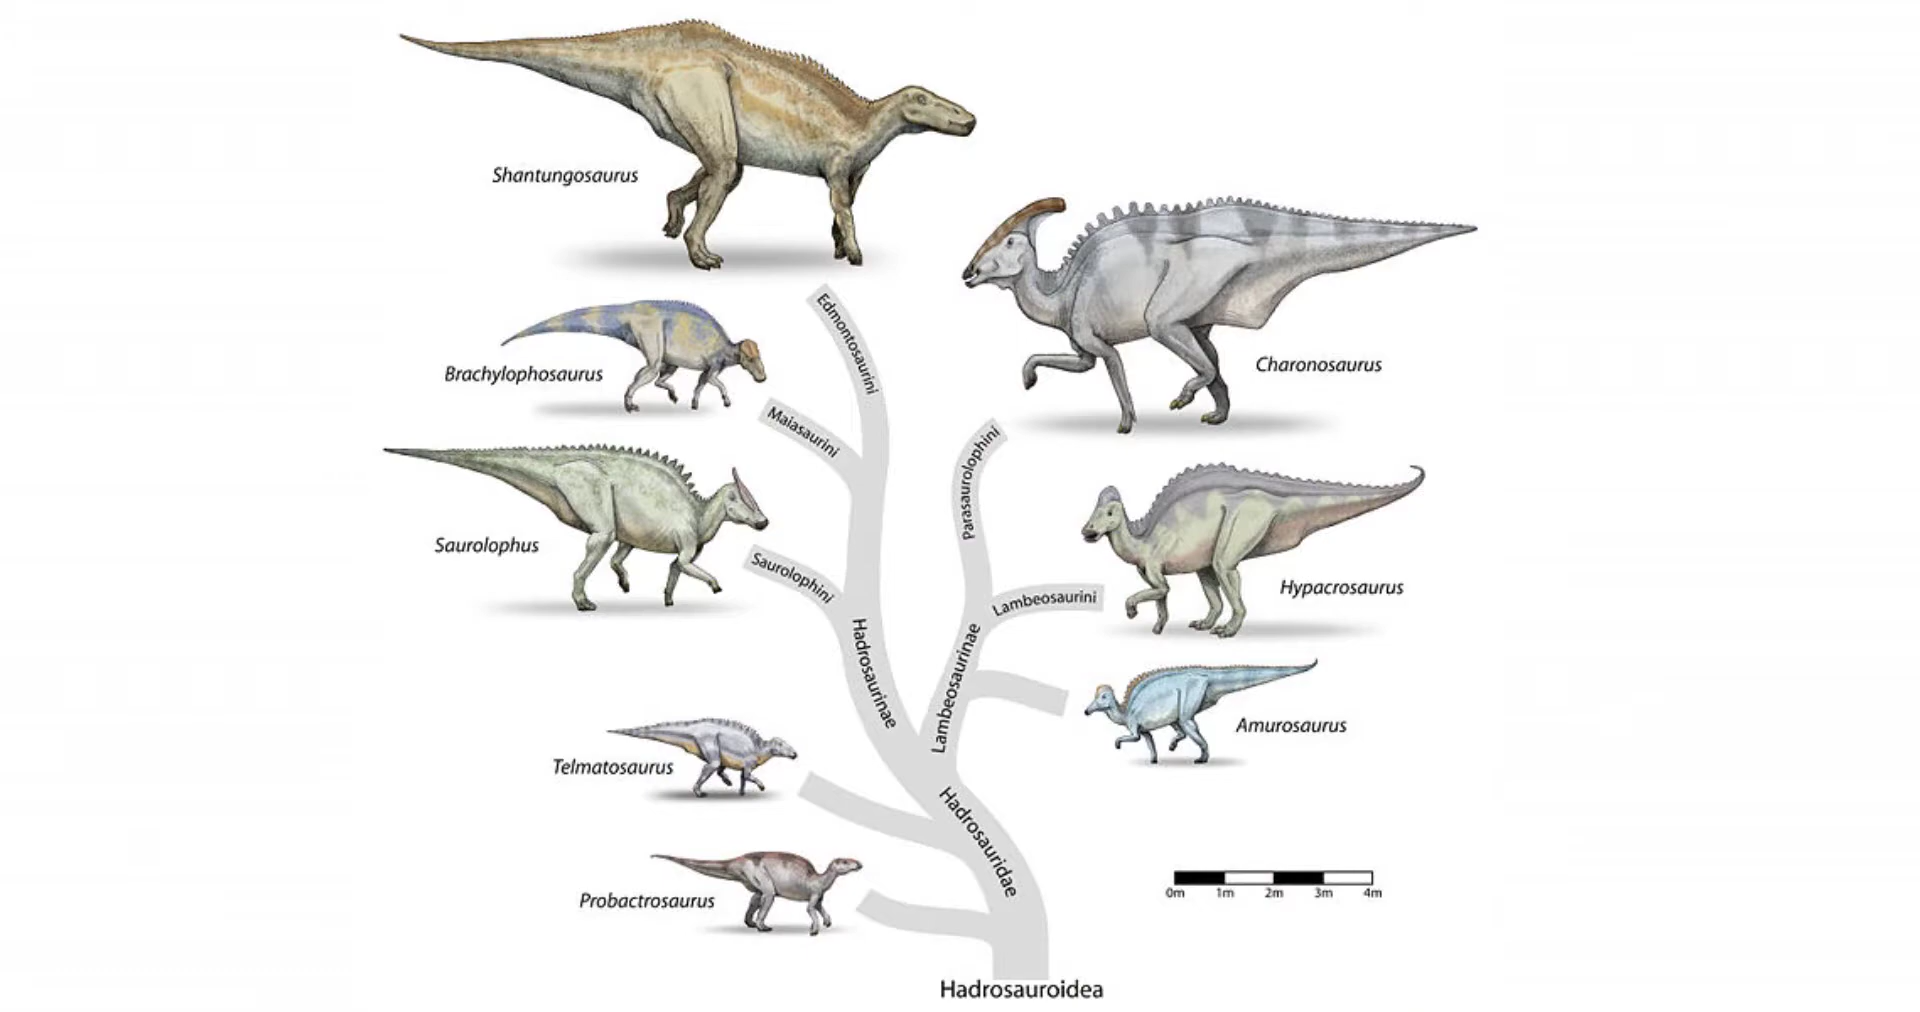 Shantungosaurus
Edmontosaurini
Brachylophosaurus
Maiasaurini
Charonosaurus
Parasaurolophini
Saurolophus
Saurolophini
Hypacrosaurus
Lambeosaurini
Hadrosaurinae
Lambeosaurinae
Amurosaurus
Telmatosaurus
Hadrosauridae
Probactrosaurus
0m 1m 2m 3m 4m
Hadrosauroidea